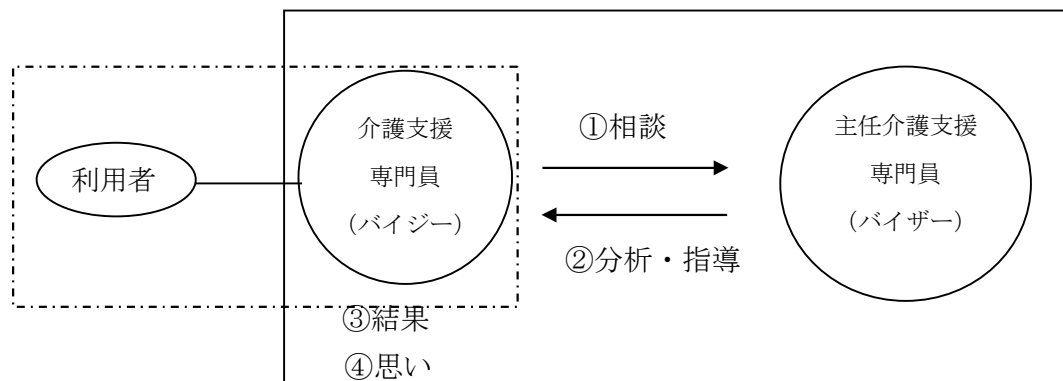 利用者
介護支援
専門員
（バイジー）
①相談
②分析・指導
主任介護支援
専門員
（バイザー）
③結果
④思い